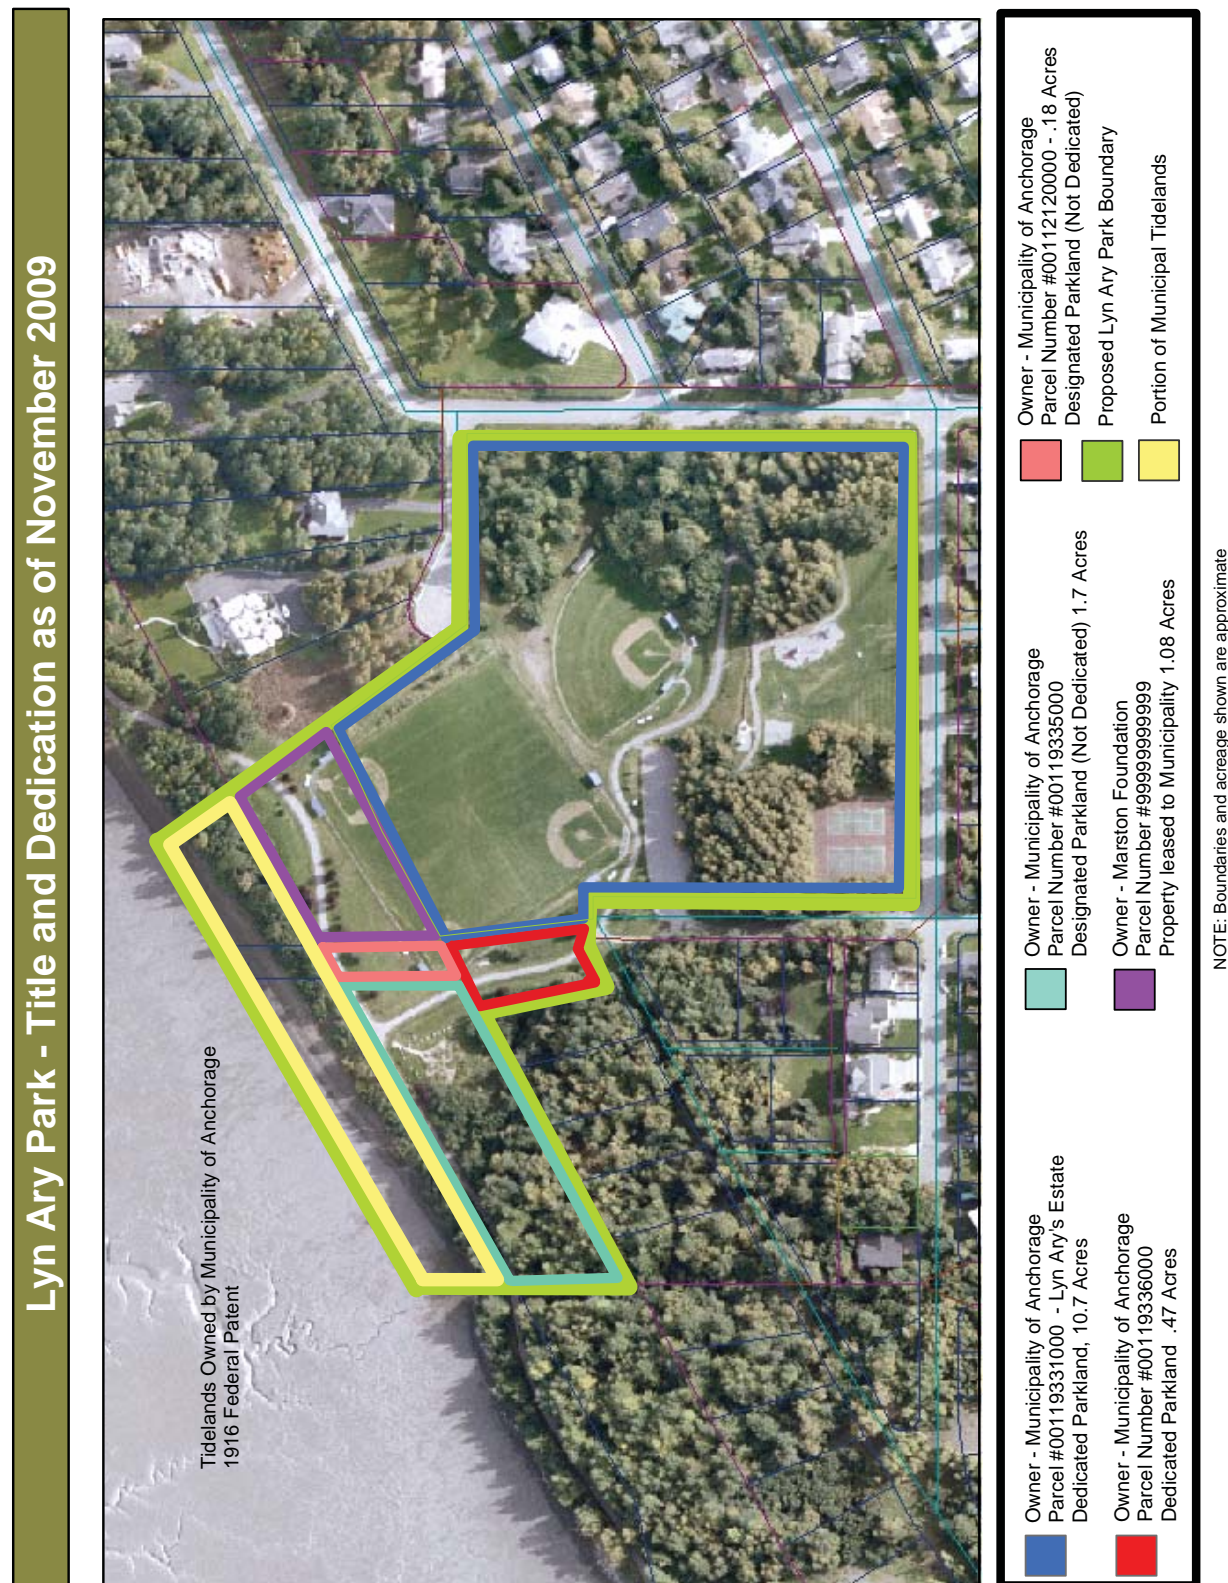 Lyn Ary Park - Title and Dedication as of November 2009
Tidelands Owned by Municipality of Anchorage
1916 Federal Patent
Owner - Municipality of Anchorage
Parcel #00119331000 - Lyn Ary's Estate
Dedicated Parkland, 10.7 Acres
Owner - Municipality of Anchorage
Parcel Number #00119336000
Dedicated Parkland .47 Acres
Owner - Municipality of Anchorage
Parcel Number #00119335000
Designated Parkland (Not Dedicated) 1.7 Acres
Owner - Marston Foundation
Parcel Number #99999999999
Property leased to Municipality 1.08 Acres
Owner - Municipality of Anchorage
Parcel Number #00112120000 - .18 Acres
Designated Parkland (Not Dedicated)
Proposed Lyn Ary Park Boundary
Portion of Municipal Tidelands
NOTE: Boundaries and acreage shown are approximate